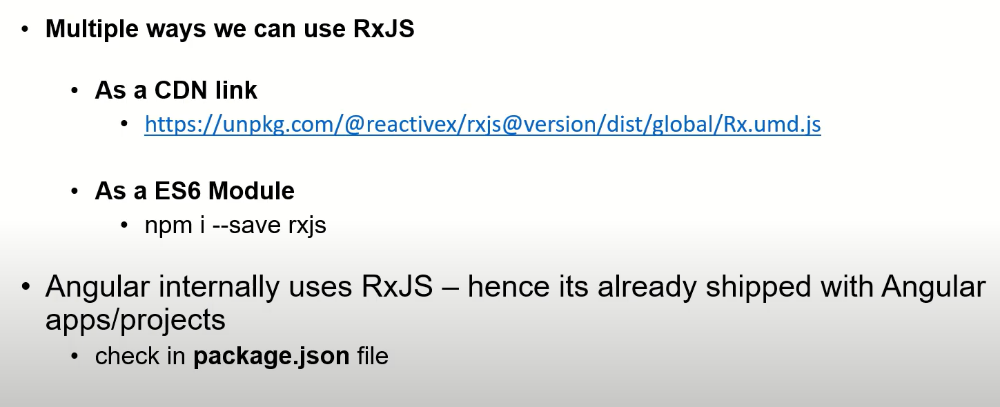 • Multiple ways we can use RxJS
• As a CDN link
• https://unpkg.com/@reactivex/rxjs@version/dist/global/Rx.umd.js
• As a ES6 Module
• npm i --save rxjs
• Angular internally uses RxJS – hence its already shipped with Angular
apps/projects
• check in package.json file